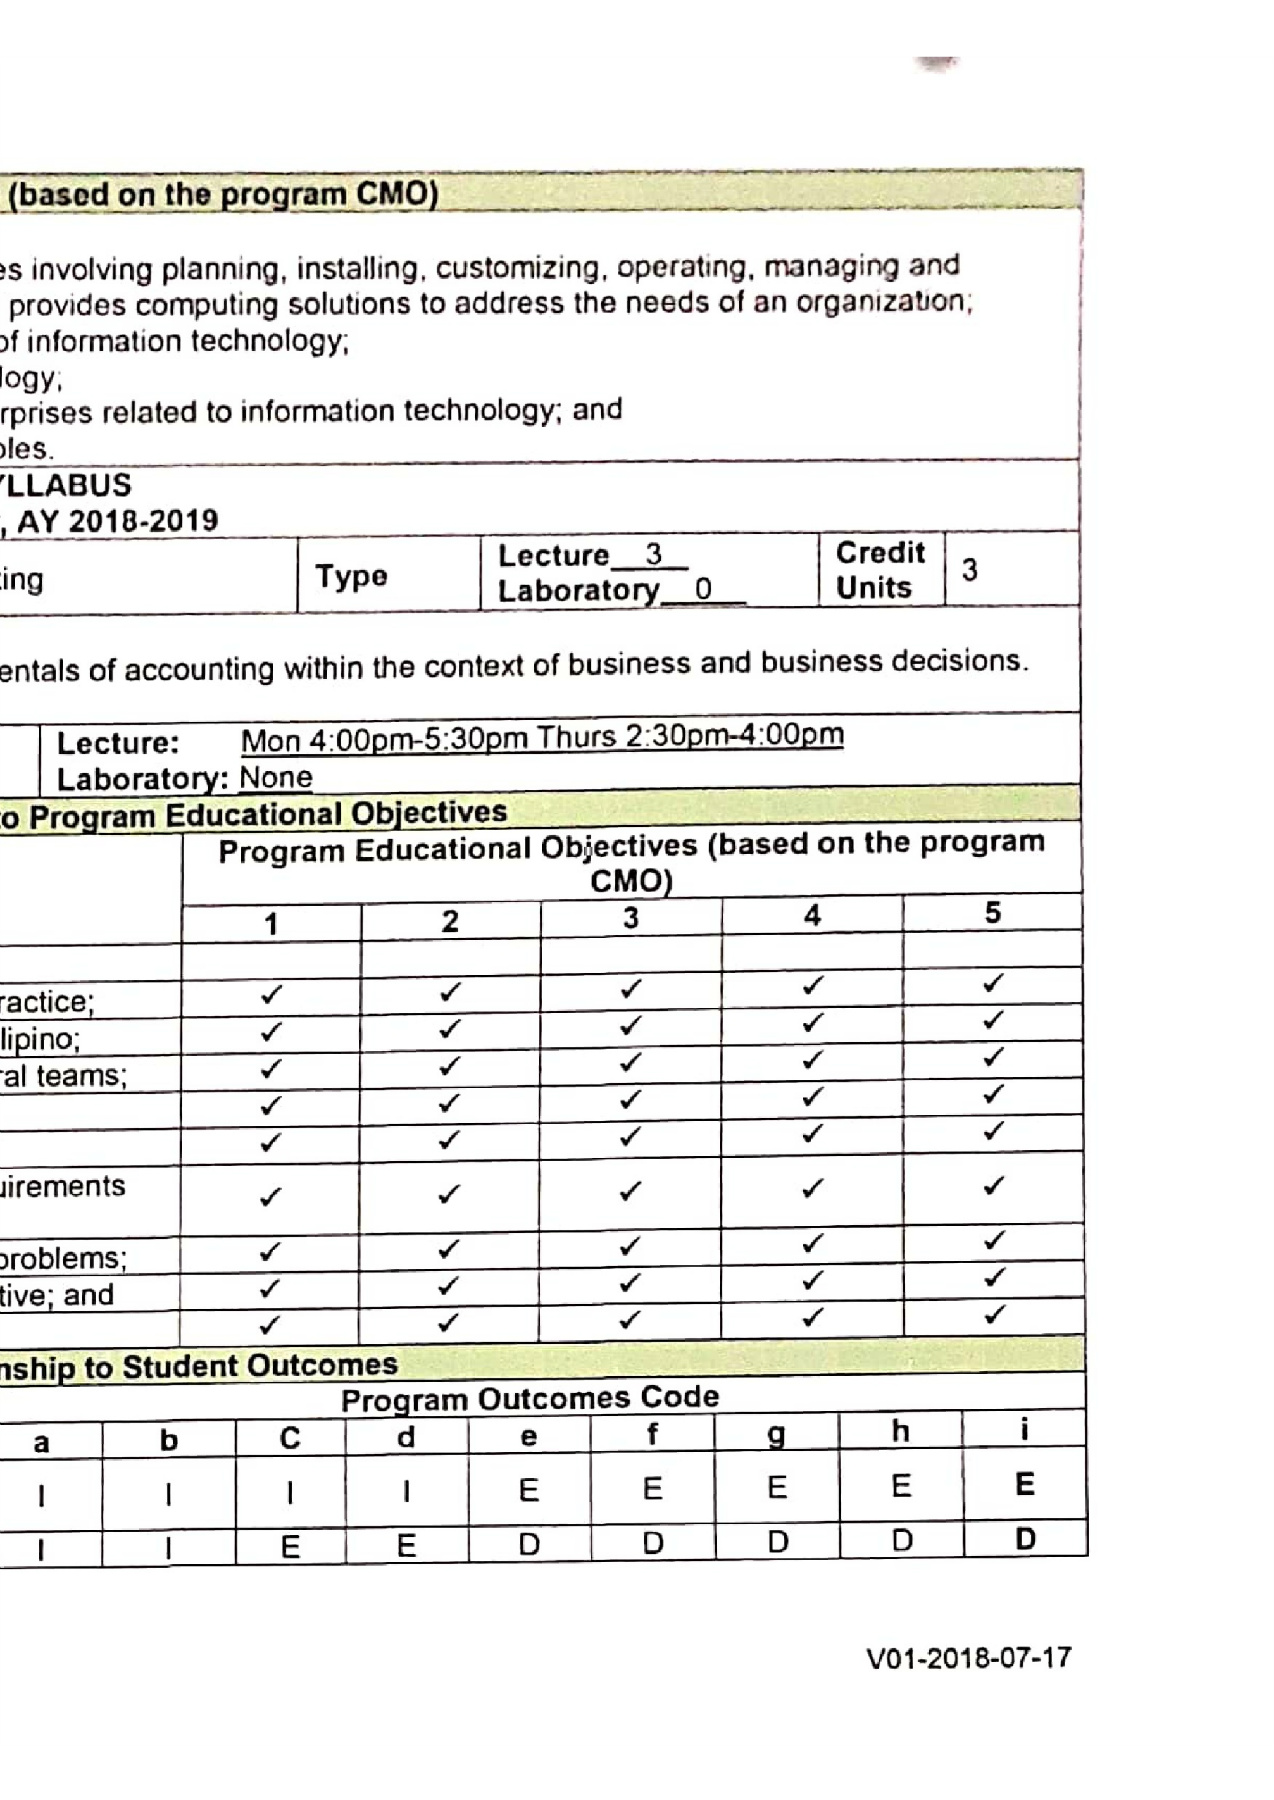 (based on the program CMO)
es involving planning, installing, customizing, operating, managing and
provides computing solutions to address the needs of an organization;
of information technology;
logy;
rprises related to information technology; and
ples.
YLLABUS
, AY 2018-2019
ting Type Lecture 3 Credit
Laboratory 0 Units 3
entals of accounting within the context of business and business decisions.
Lecture: Mon 4:00pm-5:30pm Thurs 2:30pm-4:00pm
Laboratory: None
to Program Educational Objectives
Program Educational Objectives (based on the program
CMO)
1 2 3 4 5
ractice; ✓ ✓ ✓ ✓ ✓
lipino; ✓ ✓ ✓ ✓ ✓
ral teams; ✓ ✓ ✓ ✓ ✓
✓ ✓ ✓ ✓ ✓
✓ ✓ ✓ ✓ ✓
uirements ✓ ✓ ✓ ✓ ✓
problems; ✓ ✓ ✓ ✓ ✓
tive; and ✓ ✓ ✓ ✓ ✓
✓ ✓ ✓ ✓ ✓
nship to Student Outcomes
Program Outcomes Code
a b C d e f g h i
I I I I E E E E E
I I E E D D D D D
V01-2018-07-17